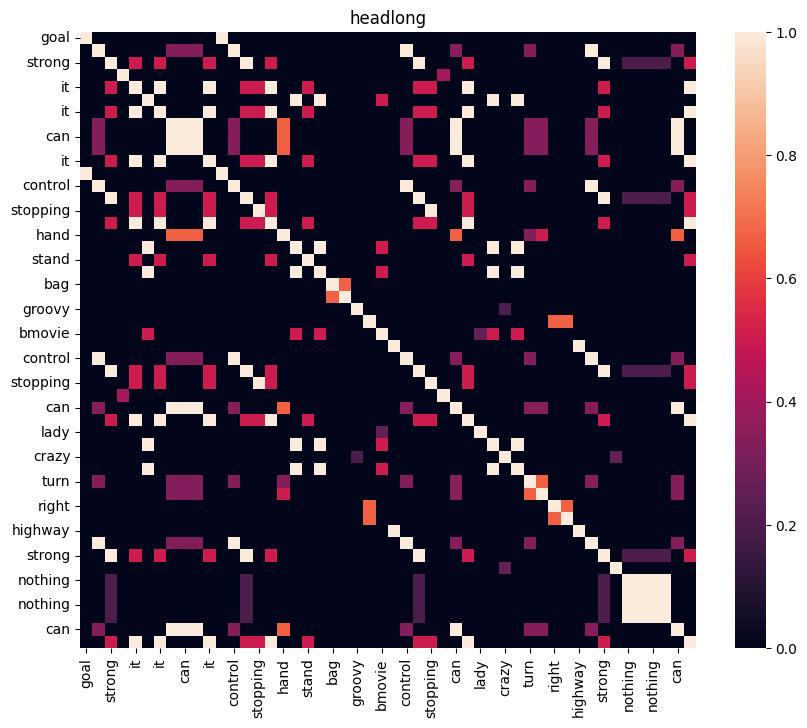 headlong
goal
strong
it
it
can
it
control
stopping
hand
stand
bag
groovy
bmovie
control
stopping
can
lady
crazy
turn
right
highway
strong
nothing
nothing
can
goal
strong
it
it
can
it
control
stopping
hand
stand
bag
groovy
bmovie
control
stopping
can
lady
crazy
turn
right
highway
strong
nothing
nothing
can
1.0
0.8
0.6
0.4
0.2
0.0